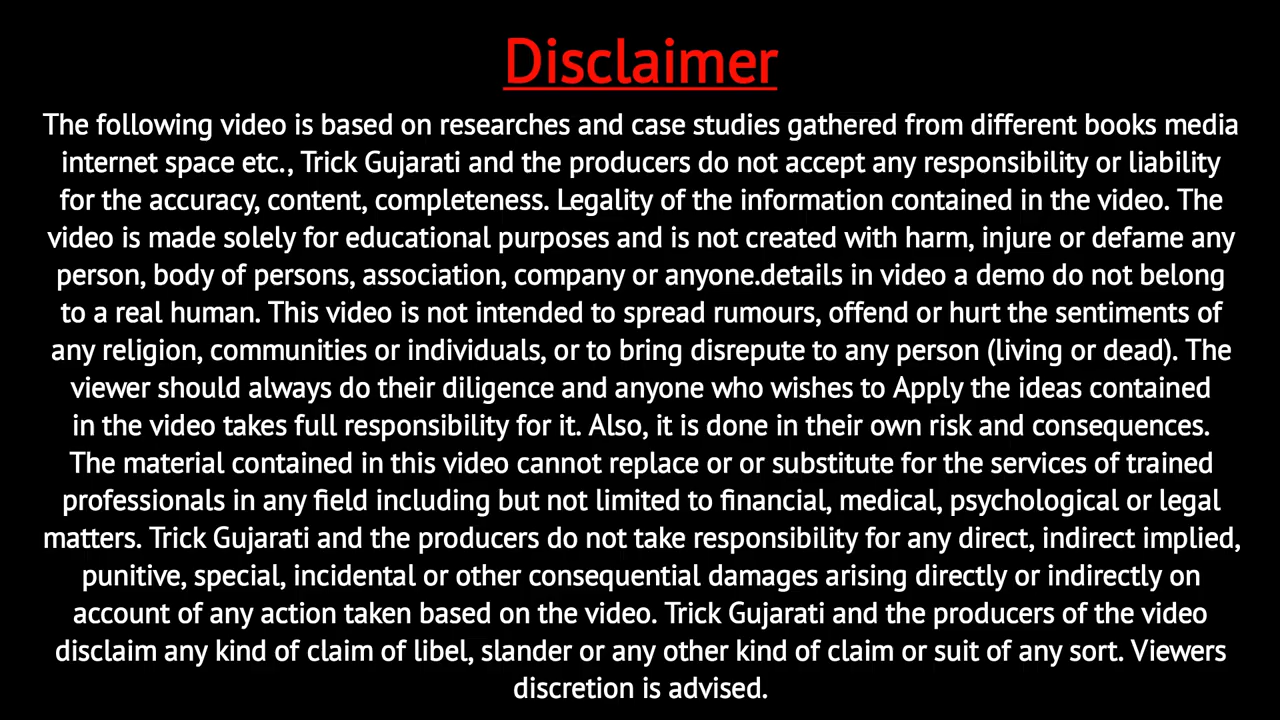 Disclaimer
The following video is based on researches and case studies gathered from different books media
internet space etc., Trick Gujarati and the producers do not accept any responsibility or liability
for the accuracy, content, completeness. Legality of the information contained in the video. The
video is made solely for educational purposes and is not created with harm, injure or defame any
person, body of persons, association, company or anyone.details in video a demo do not belong
to a real human. This video is not intended to spread rumours, offend or hurt the sentiments of
any religion, communities or individuals, or to bring disrepute to any person (living or dead). The
viewer should always do their diligence and anyone who wishes to Apply the ideas contained
in the video takes full responsibility for it. Also, it is done in their own risk and consequences.
The material contained in this video cannot replace or or substitute for the services of trained
professionals in any field including but not limited to financial, medical, psychological or legal
matters. Trick Gujarati and the producers do not take responsibility for any direct, indirect implied,
punitive, special, incidental or other consequential damages arising directly or indirectly on
account of any action taken based on the video. Trick Gujarati and the producers of the video
disclaim any kind of claim of libel, slander or any other kind of claim or suit of any sort. Viewers
discretion is advised.